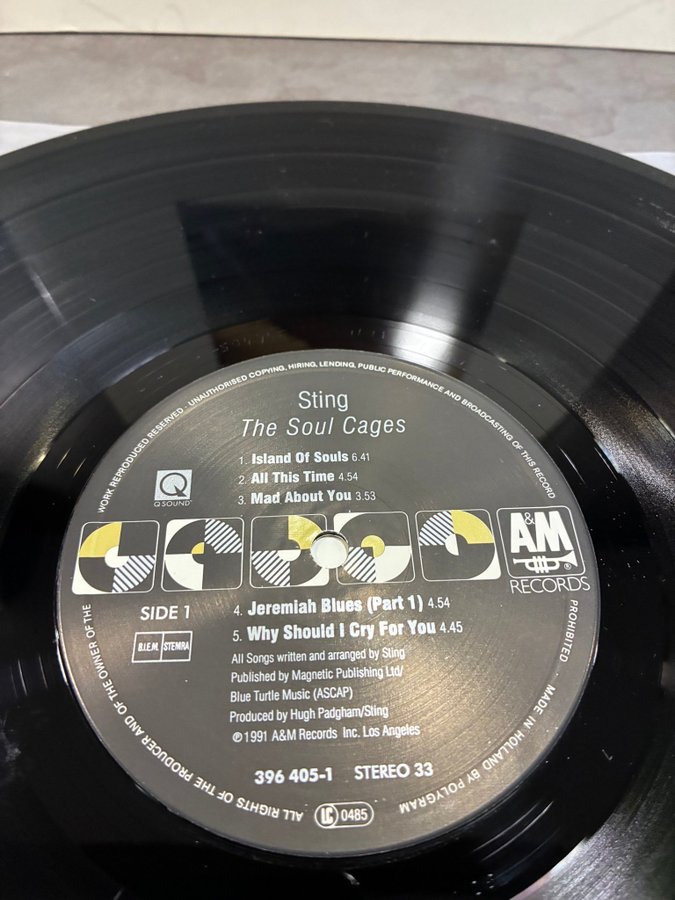 WORK REPRODUCED RESERVED · UNAUTHORISED COPYING, HIRING, LENDING, PUBLIC PERFORMANCE AND BROADCASTING OF THIS RECORD
Sting
The Soul Cages
1. Island Of Souls 6.41
2. All This Time 4.54
3. Mad About You 3.53
Q
Q SOUND™
A&M
®
RECORDS
SIDE 1
4. Jeremiah Blues (Part 1) 4.54
5. Why Should I Cry For You 4.45
B.I.E.M. STEMRA
All Songs written and arranged by Sting
Published by Magnetic Publishing Ltd/
Blue Turtle Music (ASCAP)
Produced by Hugh Padgham/Sting
℗1991 A&M Records Inc. Los Angeles
396 405-1 STEREO 33
LC 0485
PROHIBITED MADE IN HOLLAND BY POLYGRAM
ALL RIGHTS OF THE PRODUCER AND OF THE OWNER OF THE